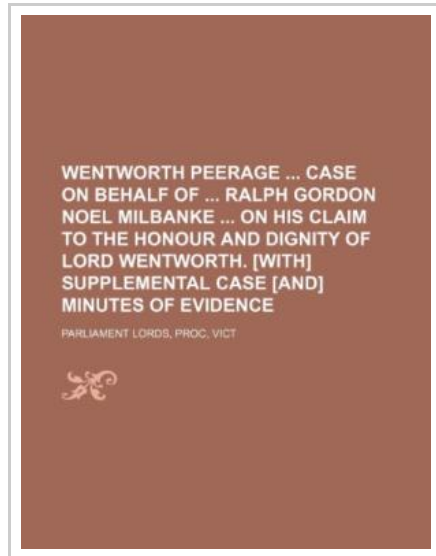 WENTWORTH PEERAGE ... CASE
ON BEHALF OF ... RALPH GORDON
NOEL MILBANKE ... ON HIS CLAIM
TO THE HONOUR AND DIGNITY OF
LORD WENTWORTH. [WITH]
SUPPLEMENTAL CASE [AND]
MINUTES OF EVIDENCE
PARLIAMENT LORDS, PROC, VICT